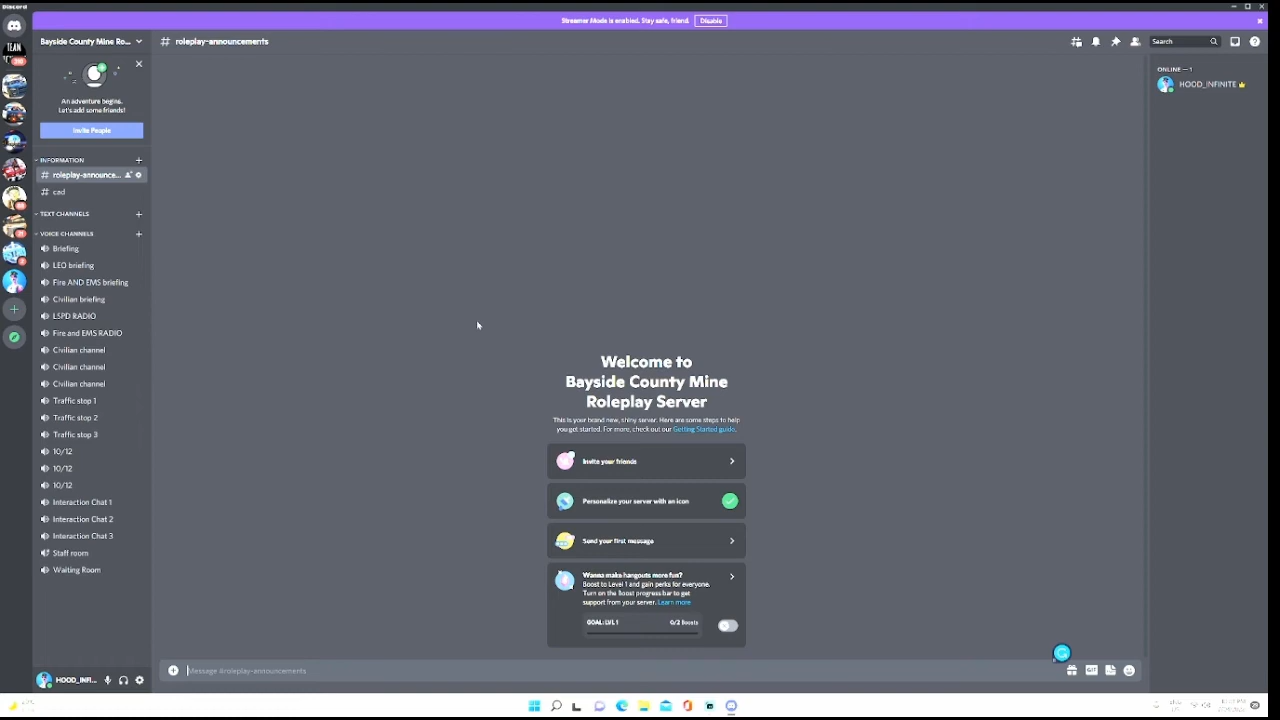 Discord
Streamer Mode is enabled. Stay safe, friend.
Disable
Bayside County Mine Ro...
roleplay-announcements
Search
An adventure begins.
Let's add some friends!
Invite People
INFORMATION
roleplay-announce...
cad
TEXT CHANNELS
VOICE CHANNELS
Briefing
LEO briefing
Fire AND EMS briefing
Civilian briefing
LSPD RADIO
Fire and EMS RADIO
Civilian channel
Civilian channel
Civilian channel
Traffic stop 1
Traffic stop 2
Traffic stop 3
10/12
10/12
10/12
Interaction Chat 1
Interaction Chat 2
Interaction Chat 3
Staff room
Waiting Room
HOOD_INFI...
Welcome to
Bayside County Mine
Roleplay Server
This is your brand new, shiny server. Here are some steps to help
you get started. For more, check out our Getting Started guide.
Invite your friends
Personalize your server with an icon
Send your first message
Wanna make hangouts more fun?
Boost to Level 1 and gain perks for everyone.
Turn on the Boost progress bar to get
support from your server. Learn more
GOAL: LVL 1
0/2 Boosts
Message #roleplay-announcements
GIF
ONLINE — 1
HOOD_INFINITE
TEAM